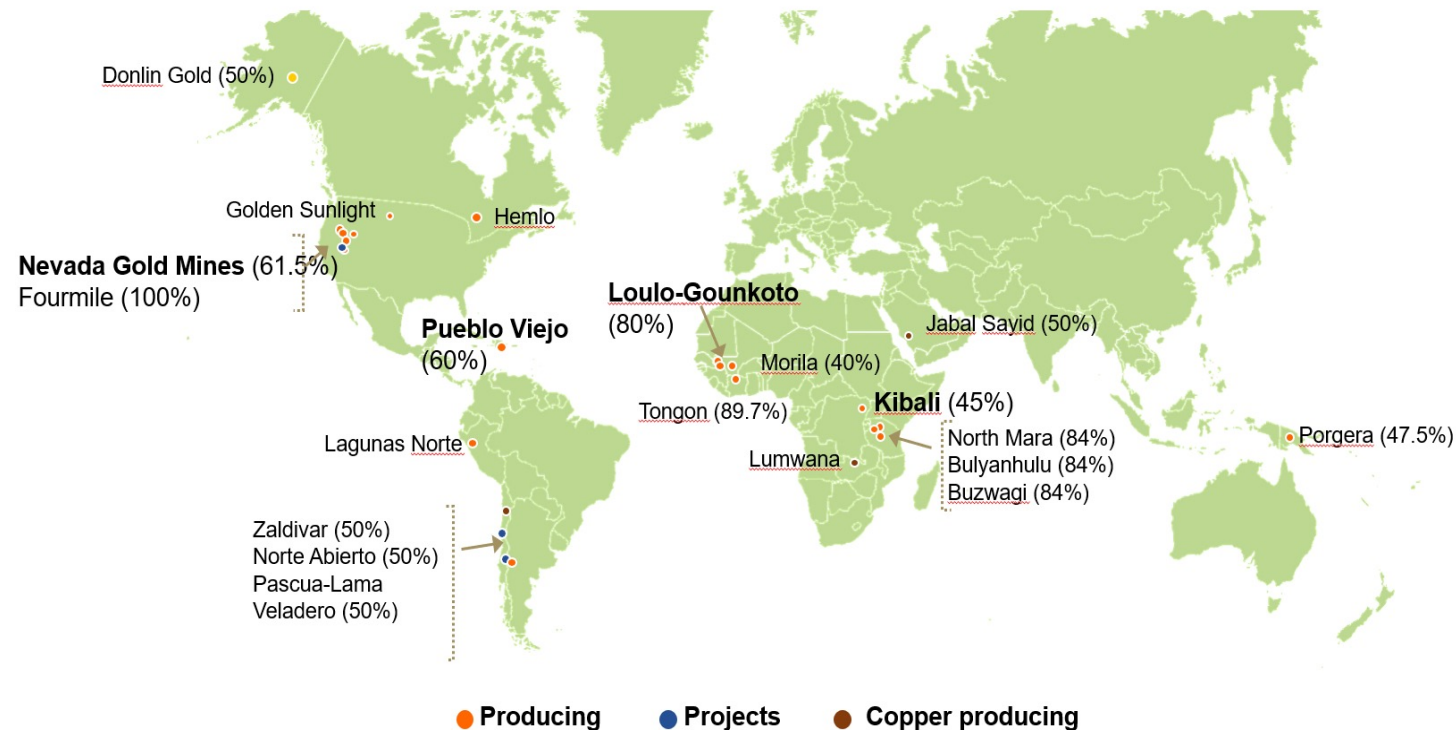 Donlin Gold (50%)
Golden Sunlight
Hemlo
Nevada Gold Mines (61.5%)
Fourmile (100%)
Pueblo Viejo
(60%)
Loulo-Gounkoto
(80%)
Jabal Sayid (50%)
Morila (40%)
Tongon (89.7%)
Kibali (45%)
North Mara (84%)
Bulyanhulu (84%)
Buzwagi (84%)
Lumwana
Porgera (47.5%)
Lagunas Norte
Zaldivar (50%)
Norte Abierto (50%)
Pascua-Lama
Veladero (50%)
Producing
Projects
Copper producing